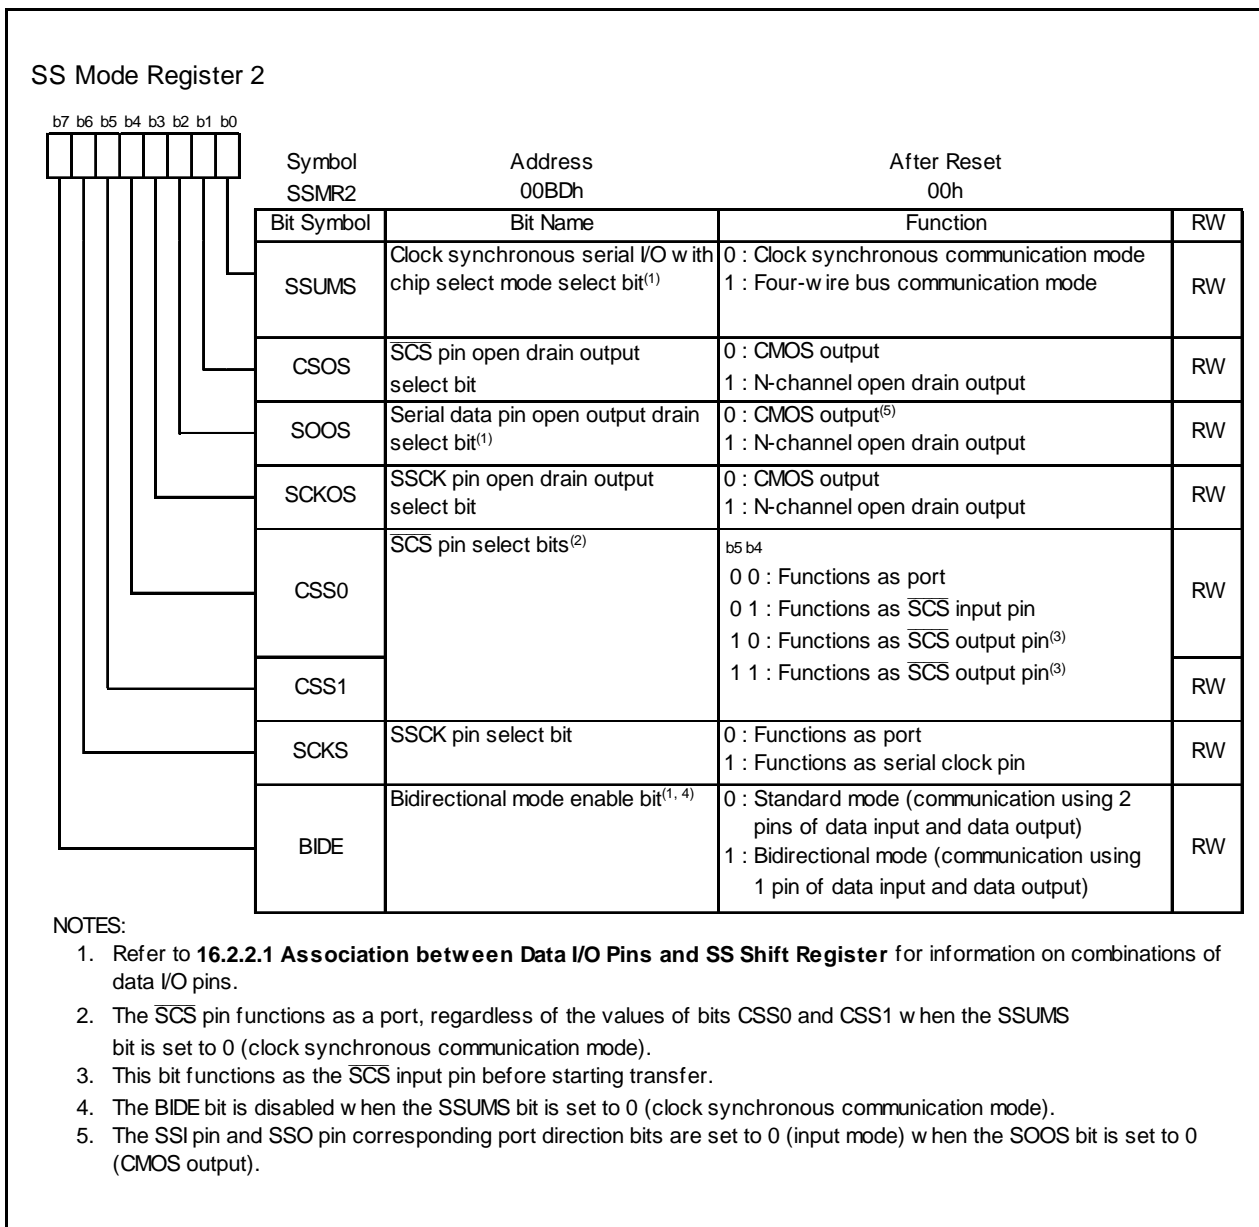 SS Mode Register 2
b7 b6 b5 b4 b3 b2 b1 b0
Symbol Address After Reset
SSMR2 00BDh 00h
Bit Symbol Bit Name Function RW
SSUMS Clock synchronous serial I/O with chip select mode select bit(1) 0 : Clock synchronous communication mode
1 : Four-wire bus communication mode RW
CSOS SCS pin open drain output select bit 0 : CMOS output
1 : N-channel open drain output RW
SOOS Serial data pin open output drain select bit(1) 0 : CMOS output(5)
1 : N-channel open drain output RW
SCKOS SSCK pin open drain output select bit 0 : CMOS output
1 : N-channel open drain output RW
CSS0 SCS pin select bits(2) b5 b4
0 0 : Functions as port
0 1 : Functions as SCS input pin RW
1 0 : Functions as SCS output pin(3)
CSS1 1 1 : Functions as SCS output pin(3) RW
SCKS SSCK pin select bit 0 : Functions as port
1 : Functions as serial clock pin RW
BIDE Bidirectional mode enable bit(1, 4) 0 : Standard mode (communication using 2
pins of data input and data output)
1 : Bidirectional mode (communication using
1 pin of data input and data output) RW
NOTES:
1. Refer to 16.2.2.1 Association between Data I/O Pins and SS Shift Register for information on combinations of
data I/O pins.
2. The SCS pin functions as a port, regardless of the values of bits CSS0 and CSS1 when the SSUMS
bit is set to 0 (clock synchronous communication mode).
3. This bit functions as the SCS input pin before starting transfer.
4. The BIDE bit is disabled when the SSUMS bit is set to 0 (clock synchronous communication mode).
5. The SSI pin and SSO pin corresponding port direction bits are set to 0 (input mode) when the SOOS bit is set to 0
(CMOS output).